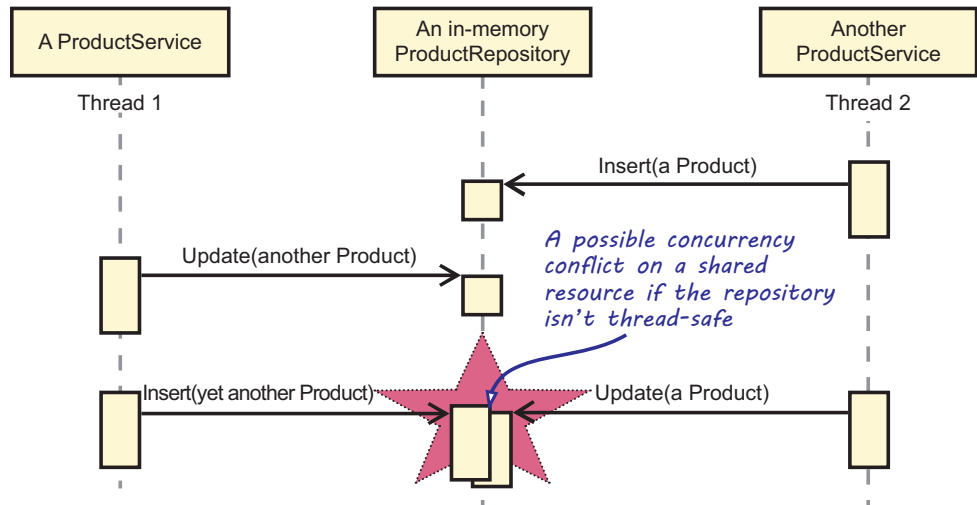 A ProductService
An in-memory
ProductRepository
Another
ProductService
Thread 1
Thread 2
Insert(a Product)
Update(another Product)
A possible concurrency
conflict on a shared
resource if the repository
isn't thread-safe
Insert(yet another Product)
Update(a Product)